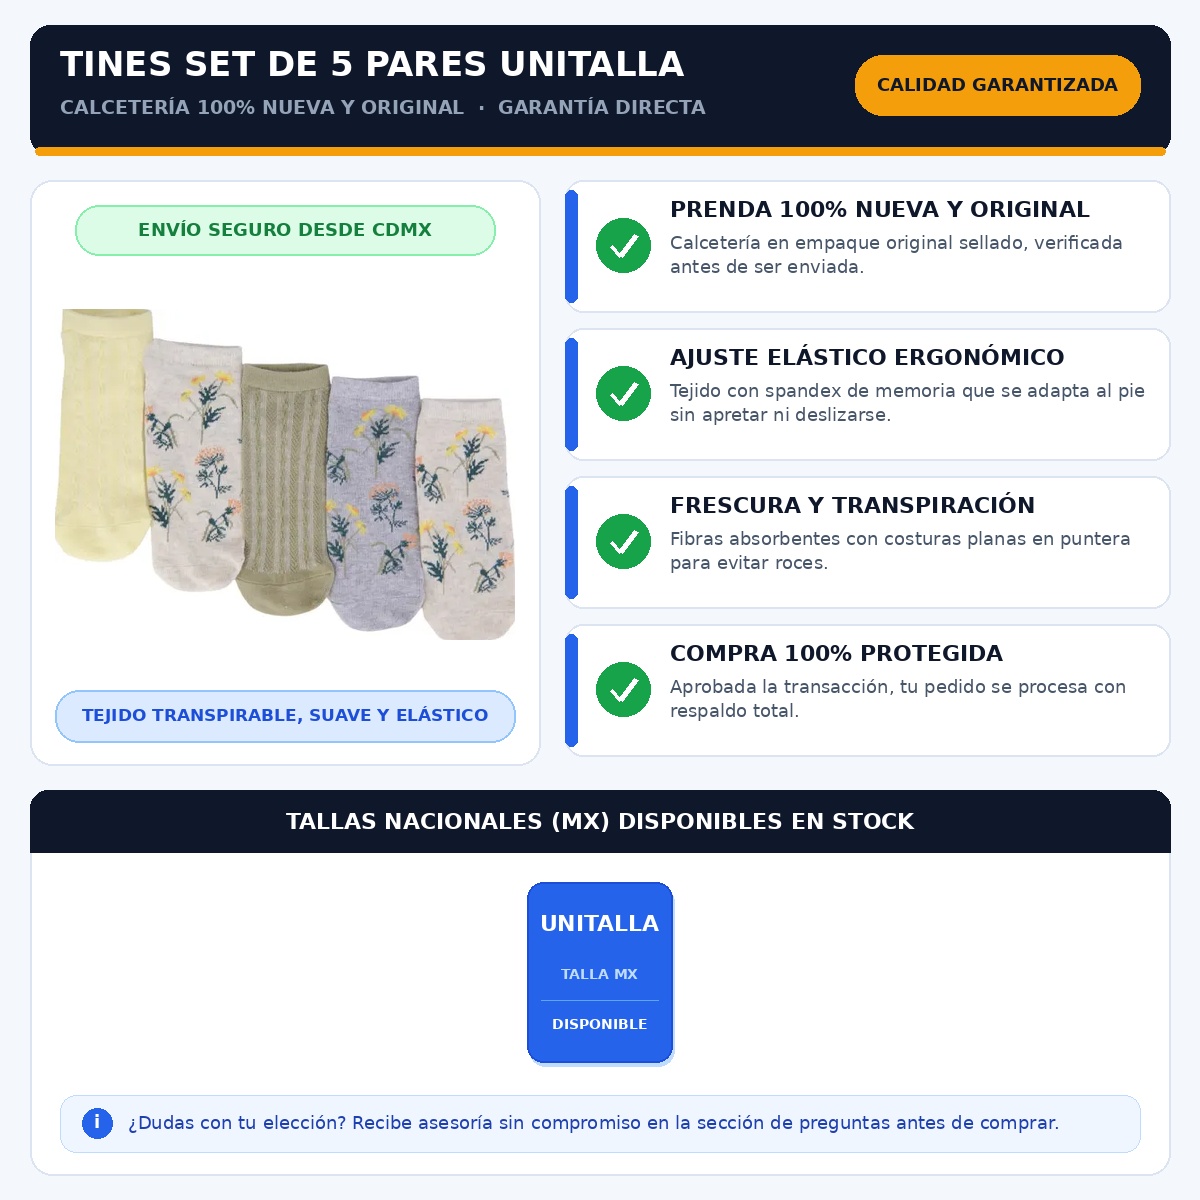 TINES SET DE 5 PARES UNITALLA
CALCETERÍA 100% NUEVA Y ORIGINAL · GARANTÍA DIRECTA
CALIDAD GARANTIZADA
ENVÍO SEGURO DESDE CDMX
TEJIDO TRANSPIRABLE, SUAVE Y ELÁSTICO
PRENDA 100% NUEVA Y ORIGINAL
Calcetería en empaque original sellado, verificada
antes de ser enviada.
AJUSTE ELÁSTICO ERGONÓMICO
Tejido con spandex de memoria que se adapta al pie
sin apretar ni deslizarse.
FRESCURA Y TRANSPIRACIÓN
Fibras absorbentes con costuras planas en puntera
para evitar roces.
COMPRA 100% PROTEGIDA
Aprobada la transacción, tu pedido se procesa con
respaldo total.
TALLAS NACIONALES (MX) DISPONIBLES EN STOCK
UNITALLA
TALLA MX
DISPONIBLE
i ¿Dudas con tu elección? Recibe asesoría sin compromiso en la sección de preguntas antes de comprar.